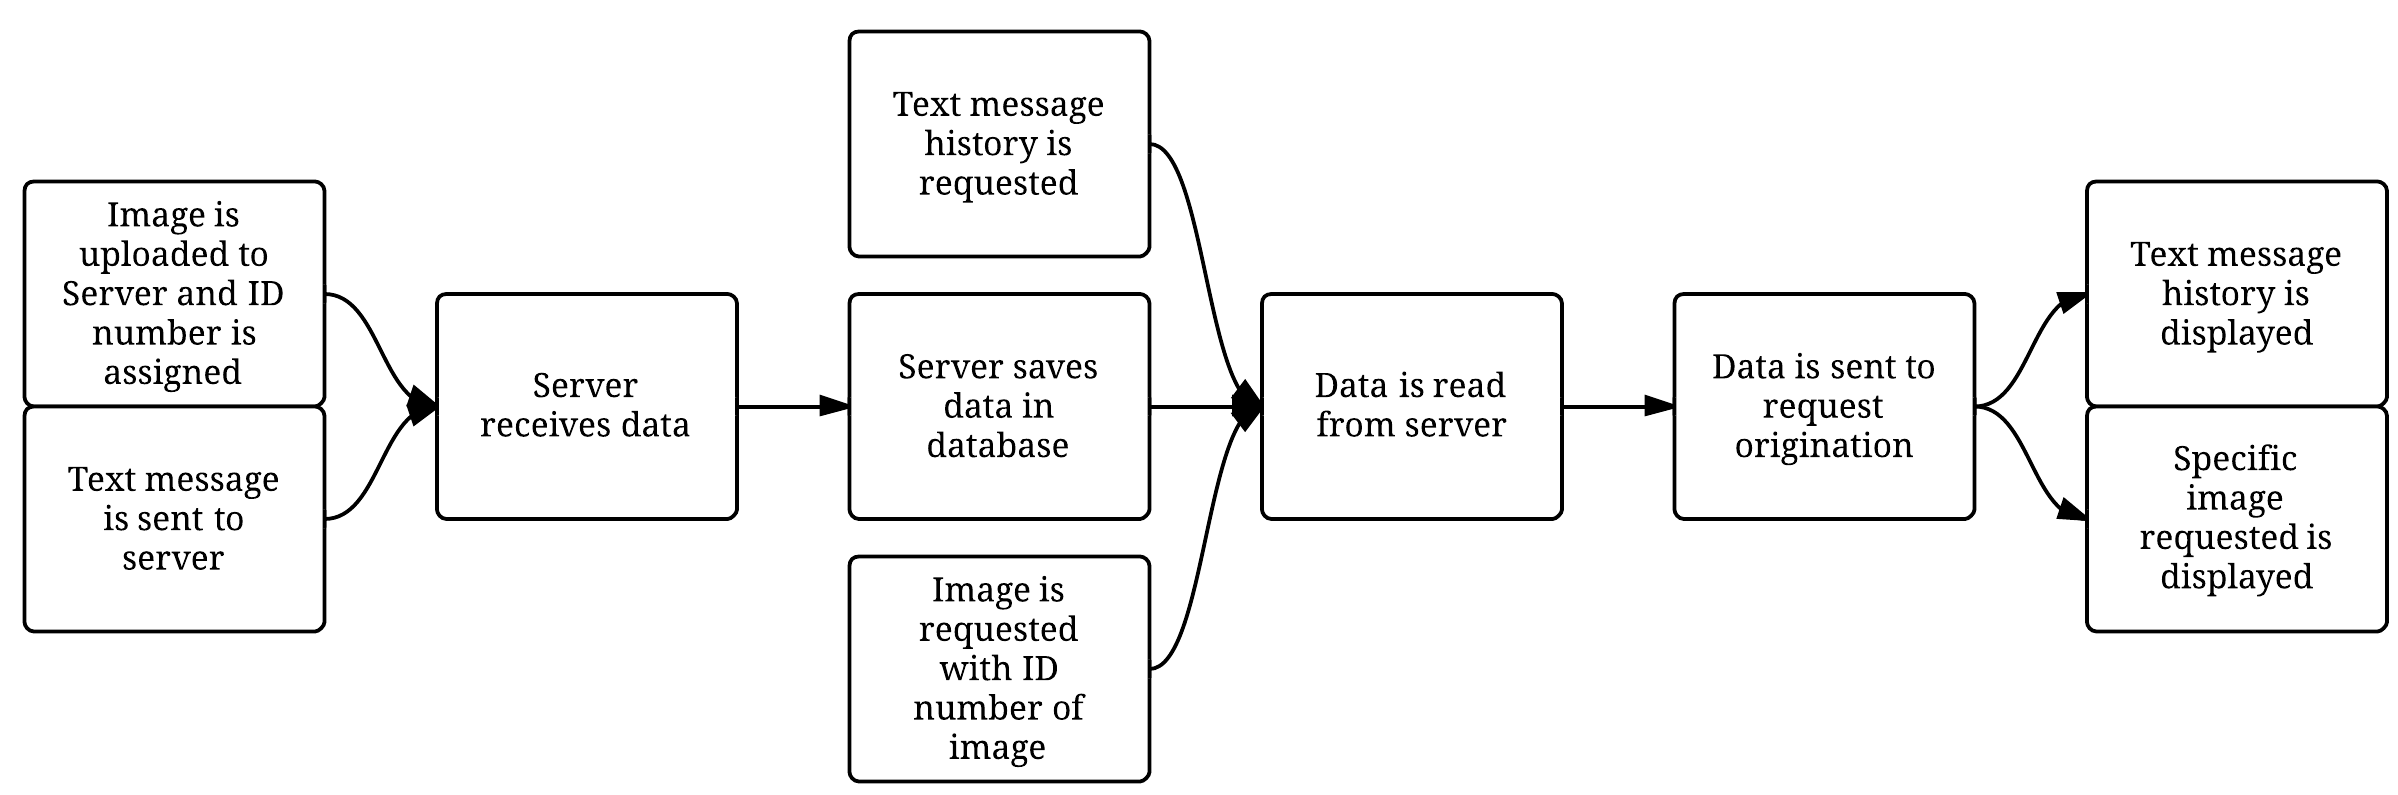 Image is
uploaded to
Server and ID
number is
assigned
Text message
is sent to
server
Server
receives data
Text message
history is
requested
Server saves
data in
database
Image is
requested
with ID
number of
image
Data is read
from server
Data is sent to
request
origination
Text message
history is
displayed
Specific
image
requested is
displayed